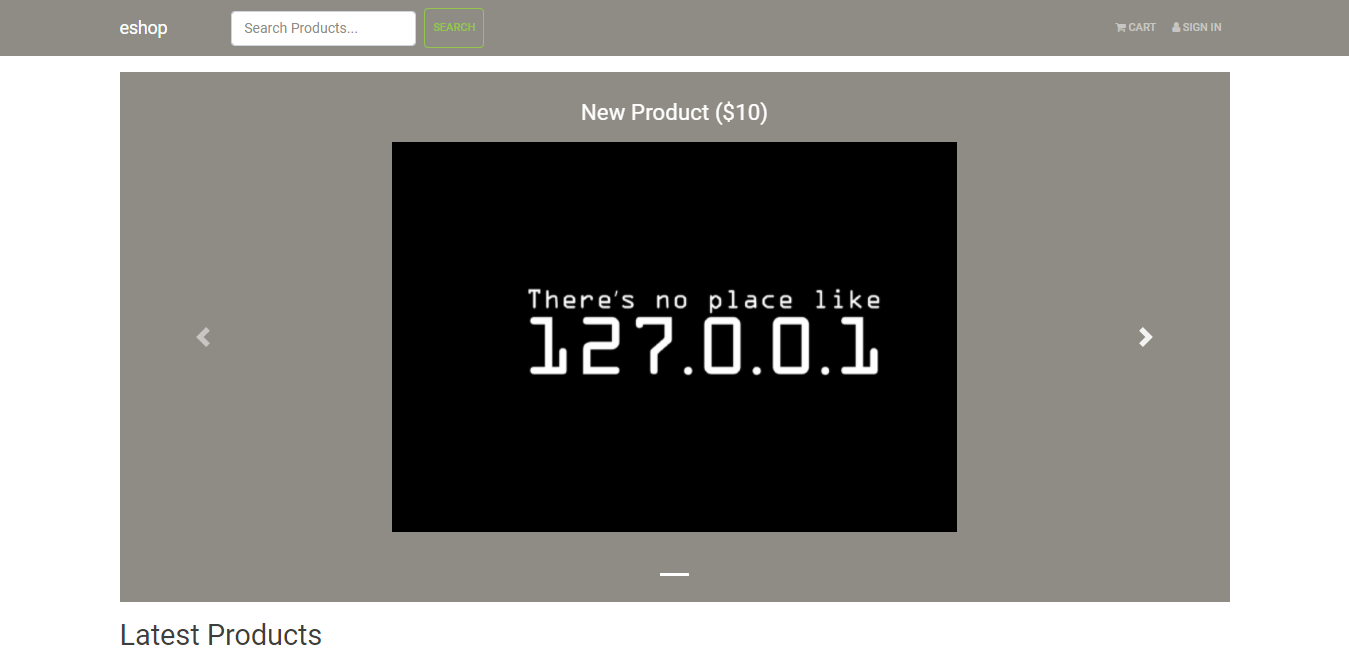 eshop
Search Products...
SEARCH
CART
SIGN IN
New Product ($10)
There's no place like
127.0.0.1
Latest Products